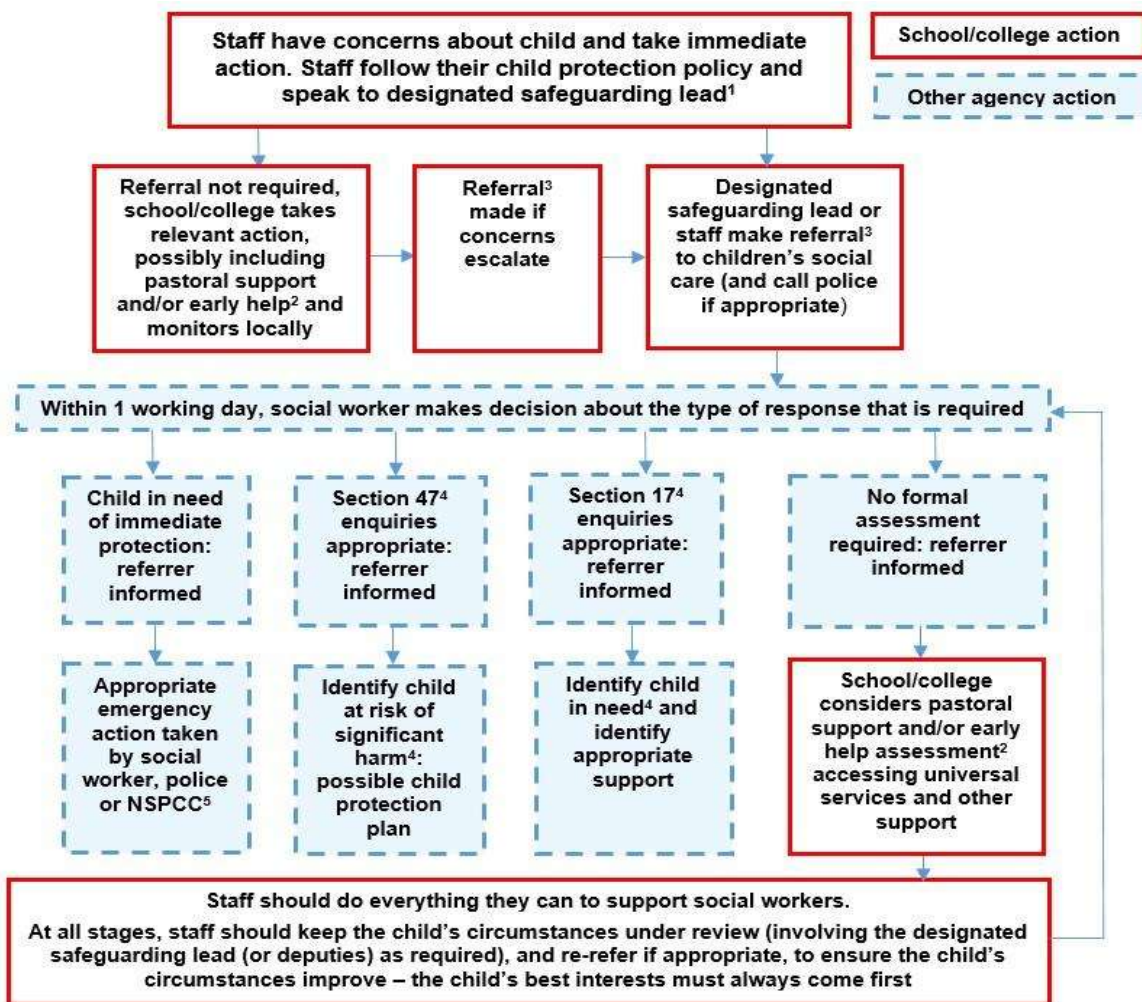 Staff have concerns about child and take immediate
action. Staff follow their child protection policy and
speak to designated safeguarding lead¹
School/college action
Other agency action
Referral not required,
school/college takes
relevant action,
possibly including
pastoral support
and/or early help² and
monitors locally
Referral³
made if
concerns
escalate
Designated
safeguarding lead or
staff make referral³
to children’s social
care (and call police
if appropriate)
Within 1 working day, social worker makes decision about the type of response that is required
Child in need
of immediate
protection:
referrer
informed
Section 47⁴
enquiries
appropriate:
referrer
informed
Section 17⁴
enquiries
appropriate:
referrer
informed
No formal
assessment
required: referrer
informed
Appropriate
emergency
action taken
by social
worker, police
or NSPCC⁵
Identify child
at risk of
significant
harm⁴:
possible child
protection
plan
Identify child
in need⁴ and
identify
appropriate
support
School/college
considers pastoral
support and/or early
help assessment²
accessing universal
services and other
support
Staff should do everything they can to support social workers.
At all stages, staff should keep the child’s circumstances under review (involving the designated
safeguarding lead (or deputies) as required), and re-refer if appropriate, to ensure the child’s
circumstances improve – the child’s best interests must always come first